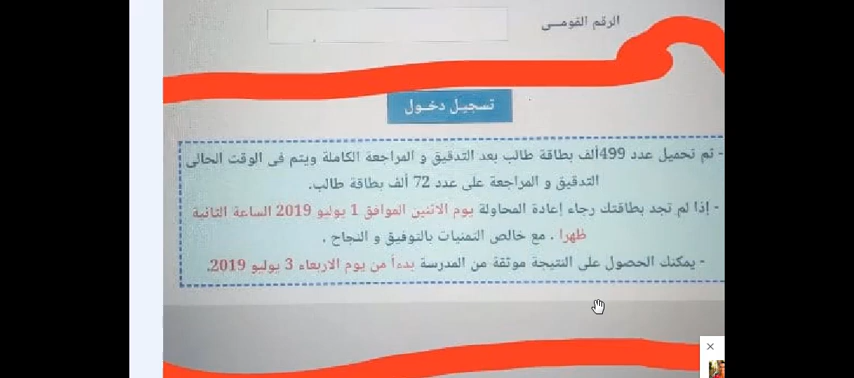 الرقم القومـــى
تسجيل دخول
- تم تحميل عدد 499ألف بطاقة طالب بعد التدقيق و المراجعة الكاملة ويتم فى الوقت الحالى
التدقيق و المراجعة على عدد 72 ألف بطاقة طالب.
- إذا لم تجد بطاقتك رجاء إعادة المحاولة يوم الاثنين الموافق 1 يوليو 2019 الساعة الثانية
ظهرا . مع خالص التمنيات بالتوفيق و النجاح .
- يمكنك الحصول على النتيجة موثقة من المدرسة بدءاً من يوم الاربعاء 3 يوليو 2019.